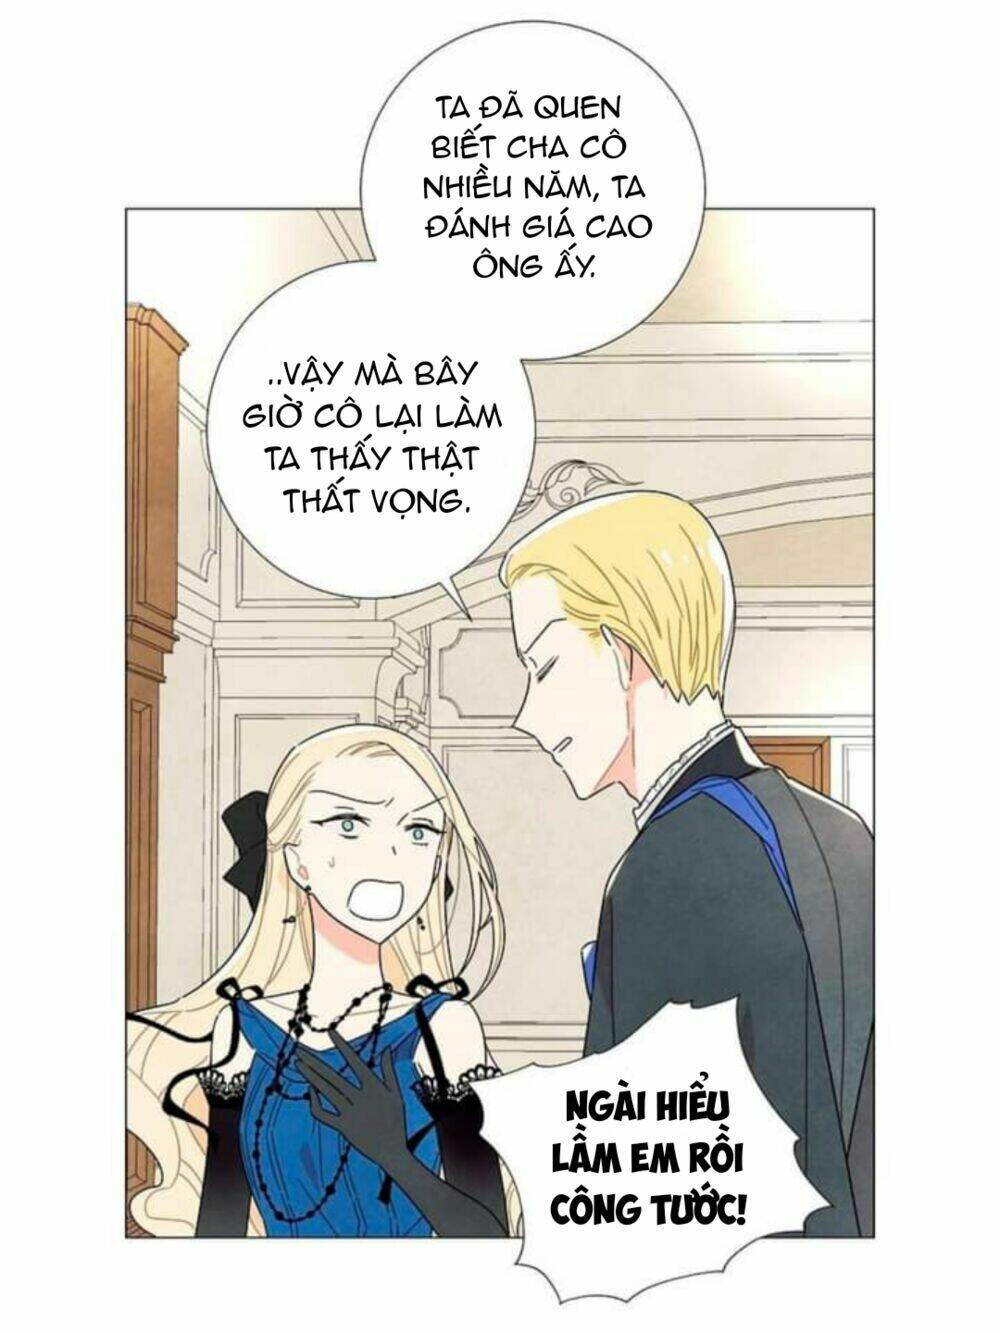 TA ĐÃ QUEN
BIẾT CHA CÔ
NHIỀU NĂM, TA
ĐÁNH GIÁ CAO
ÔNG ẤY.
..VẬY MÀ BÂY
GIỜ CÔ LẠI LÀM
TA THẤY THẬT
THẤT VỌNG.
NGÀI HIỂU
LẦM EM RỒI
CÔNG TƯỚC!